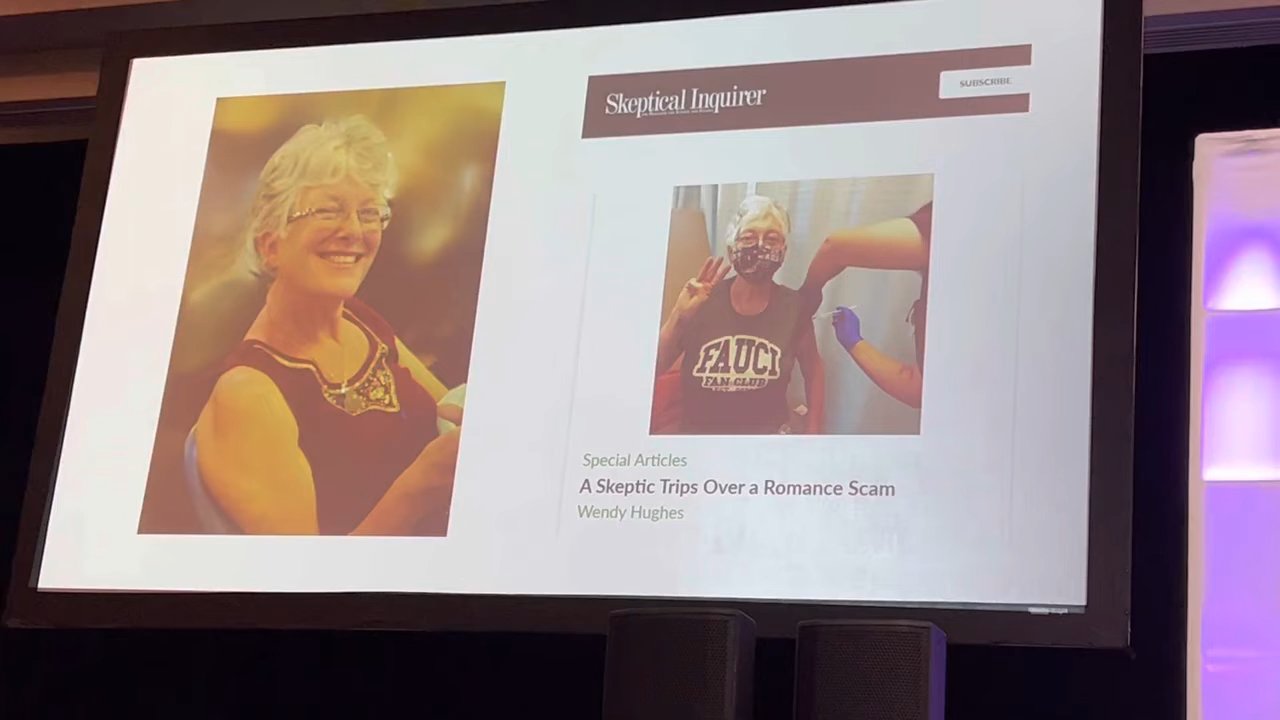 Skeptical Inquirer
SUBSCRIBE
FAUCI
FAN CLUB
Special Articles
A Skeptic Trips Over a Romance Scam
Wendy Hughes